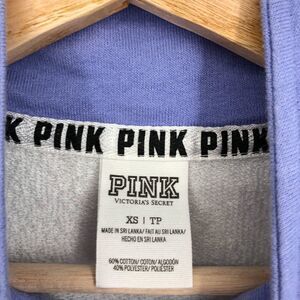 K PINK PINK PINK
PINK
VICTORIA'S SECRET
XS | TP
MADE IN SRI LANKA/ FAIT AU SRI LANKA/
HECHO EN SRI LANKA
60% COTTON/ COTON/ ALGODÓN
40% POLYESTER/ POLIÉSTER